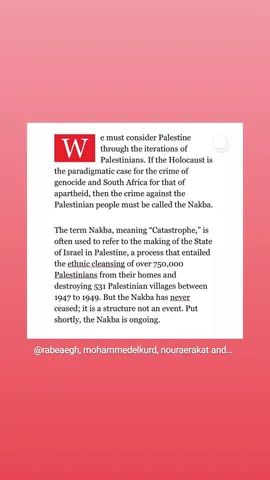 We must consider Palestine
through the iterations of
Palestinians. If the Holocaust is
the paradigmatic case for the crime of
genocide and South Africa for that of
apartheid, then the crime against the
Palestinian people must be called the Nakba.
The term Nakba, meaning “Catastrophe,” is
often used to refer to the making of the State
of Israel in Palestine, a process that entailed
the ethnic cleansing of over 750,000
Palestinians from their homes and
destroying 531 Palestinian villages between
1947 to 1949. But the Nakba has never
ceased; it is a structure not an event. Put
shortly, the Nakba is ongoing.
@rabeaegh, mohammedelkurd, nouraerakat and...